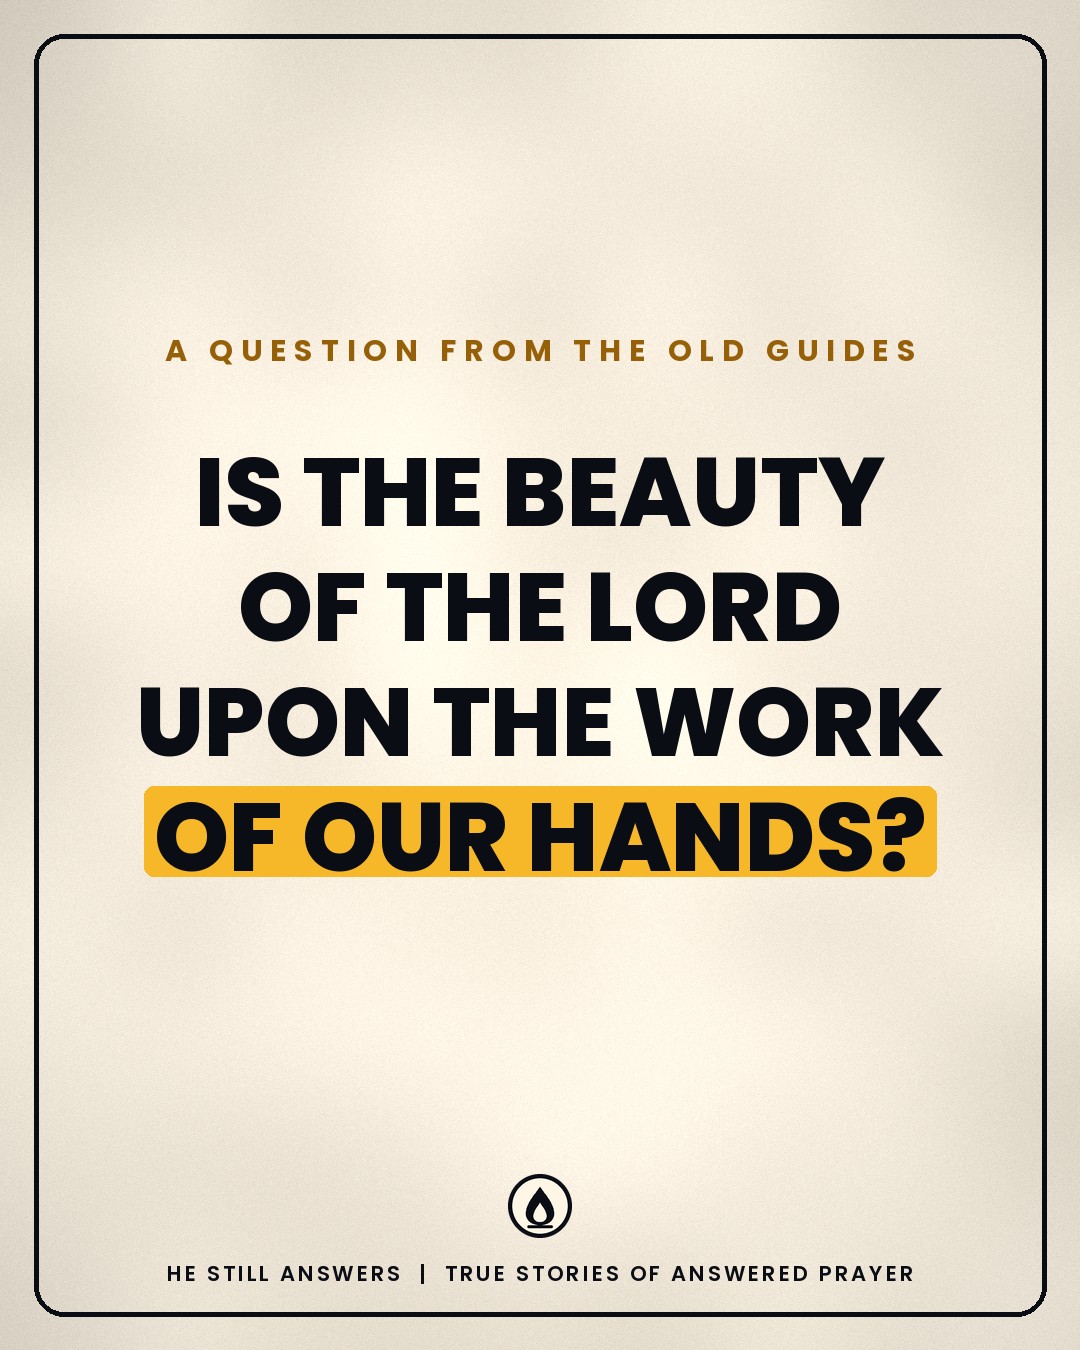 A QUESTION FROM THE OLD GUIDES
IS THE BEAUTY
OF THE LORD
UPON THE WORK
OF OUR HANDS?
HE STILL ANSWERS | TRUE STORIES OF ANSWERED PRAYER